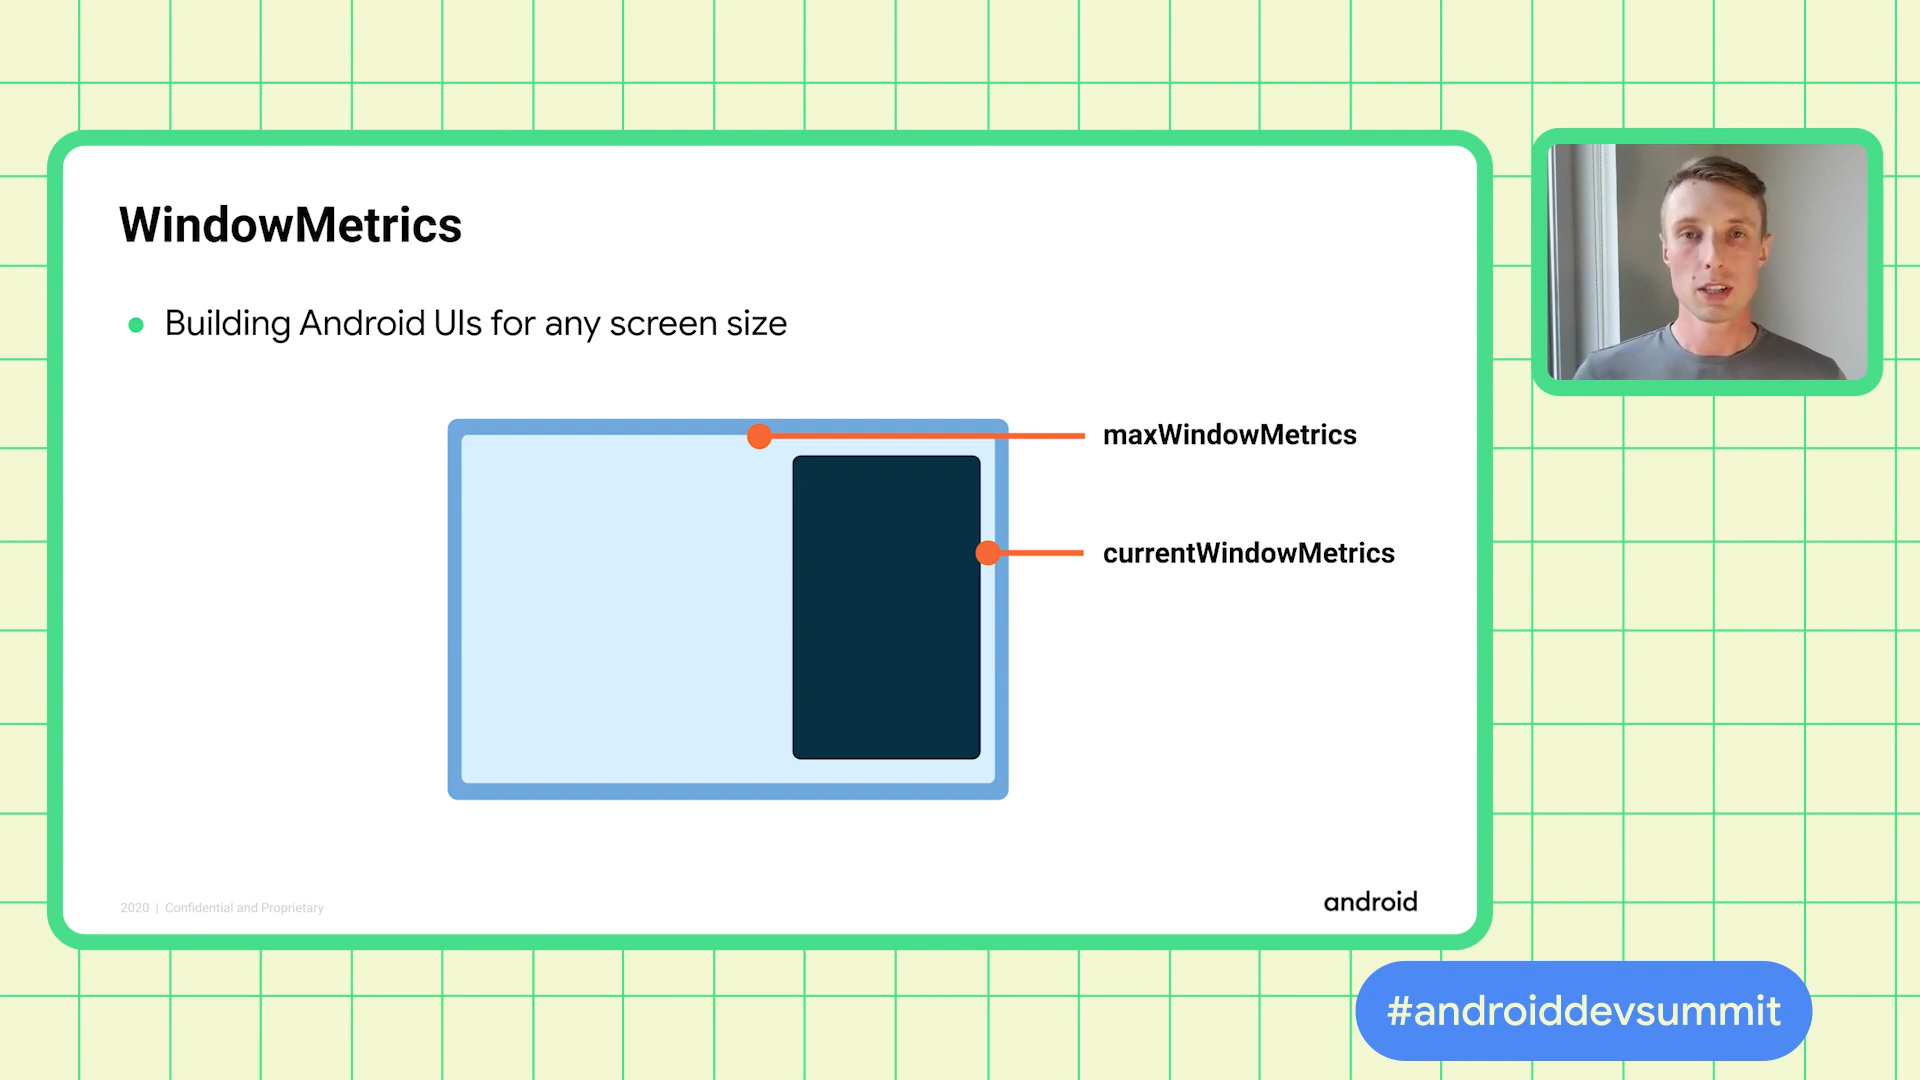 WindowMetrics
Building Android UIs for any screen size
maxWindowMetrics
currentWindowMetrics
2020 | Confidential and Proprietary
android
#androiddevsummit